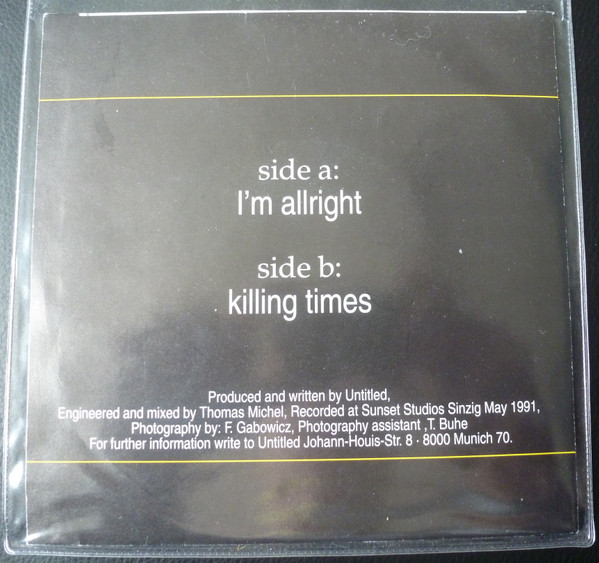 side a:
I'm allright
side b:
killing times
Produced and written by Untitled,
Engineered and mixed by Thomas Michel, Recorded at Sunset Studios Sinzig May 1991,
Photography by: F. Gabowicz, Photography assistant ,T. Buhe
For further information write to Untitled Johann-Houis-Str. 8 · 8000 Munich 70.